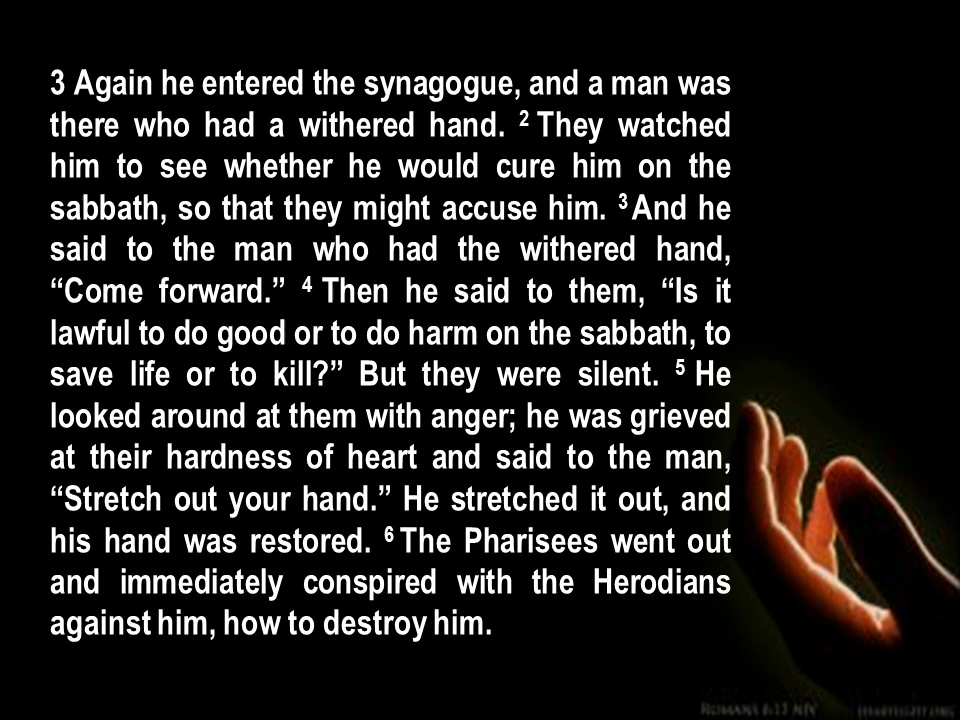 3 Again he entered the synagogue, and a man was
there who had a withered hand. 2 They watched
him to see whether he would cure him on the
sabbath, so that they might accuse him. 3 And he
said to the man who had the withered hand,
“Come forward.” 4 Then he said to them, “Is it
lawful to do good or to do harm on the sabbath, to
save life or to kill?” But they were silent. 5 He
looked around at them with anger; he was grieved
at their hardness of heart and said to the man,
“Stretch out your hand.” He stretched it out, and
his hand was restored. 6 The Pharisees went out
and immediately conspired with the Herodians
against him, how to destroy him.
ROMANS 6:13 NIV HEARTLIGHT.ORG